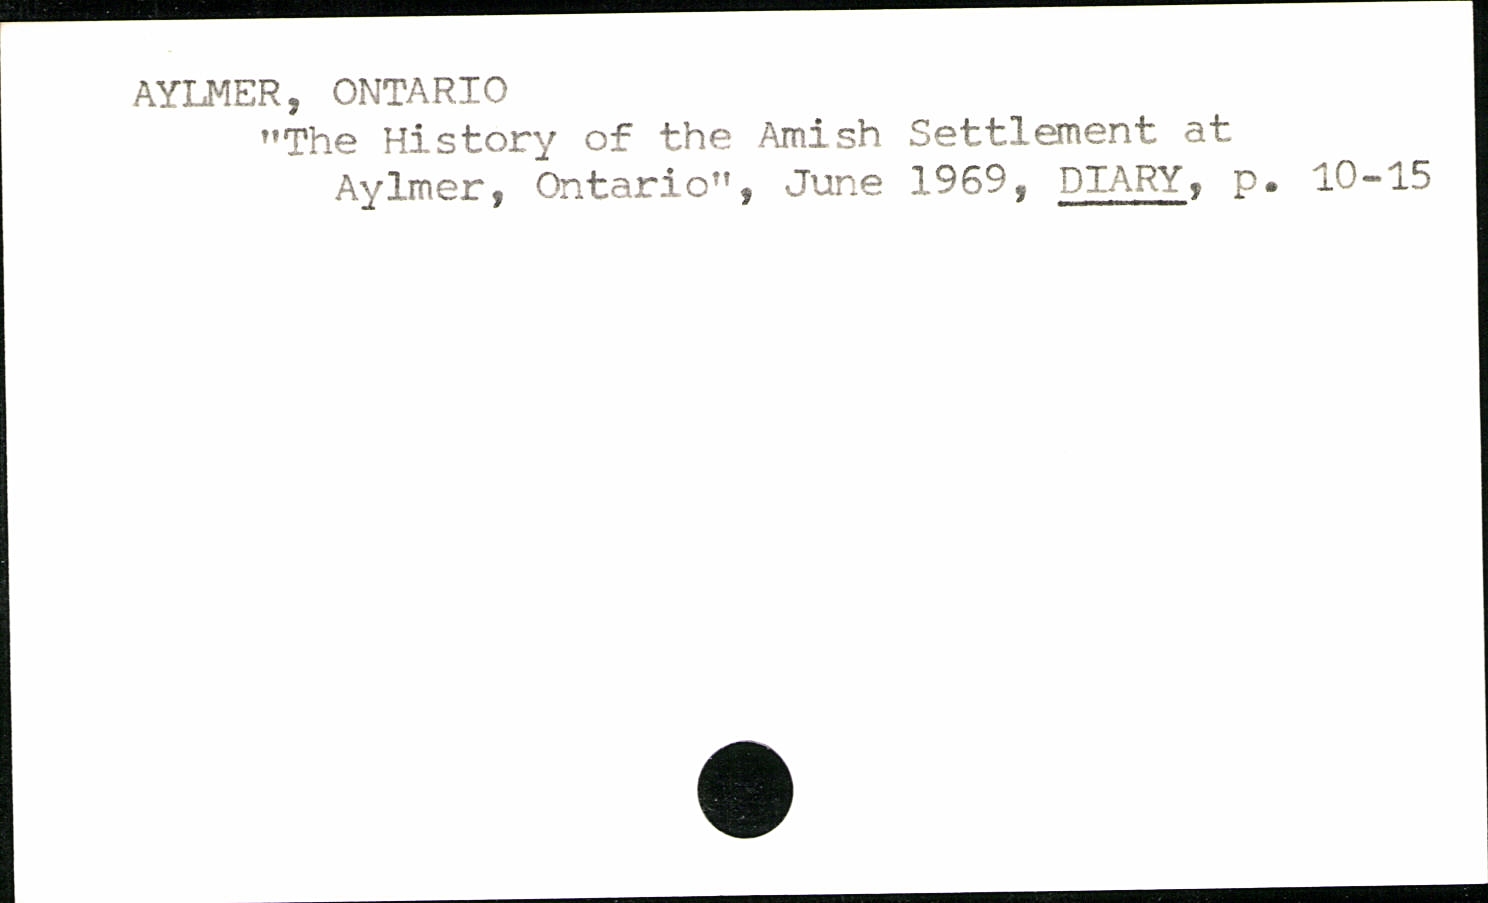 AYLMER, ONTARIO
"The History of the Amish Settlement at
Aylmer, Ontario", June 1969, DIARY, p. 10-15